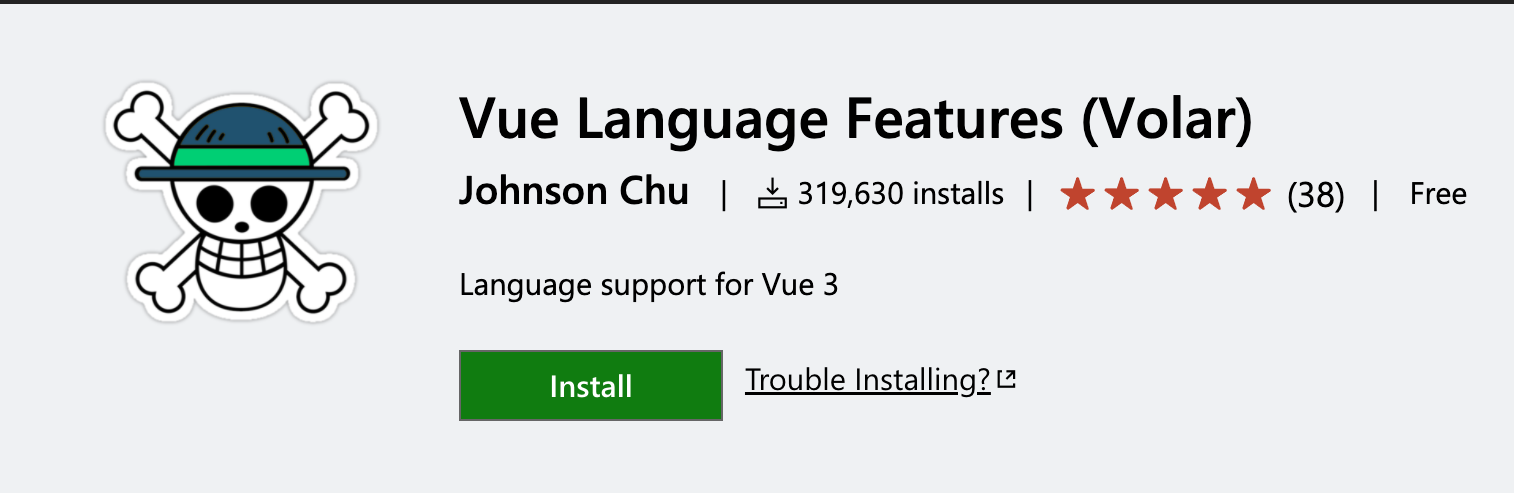 Vue Language Features (Volar)
Johnson Chu | 319,630 installs | (38) | Free
Language support for Vue 3
Install Trouble Installing?